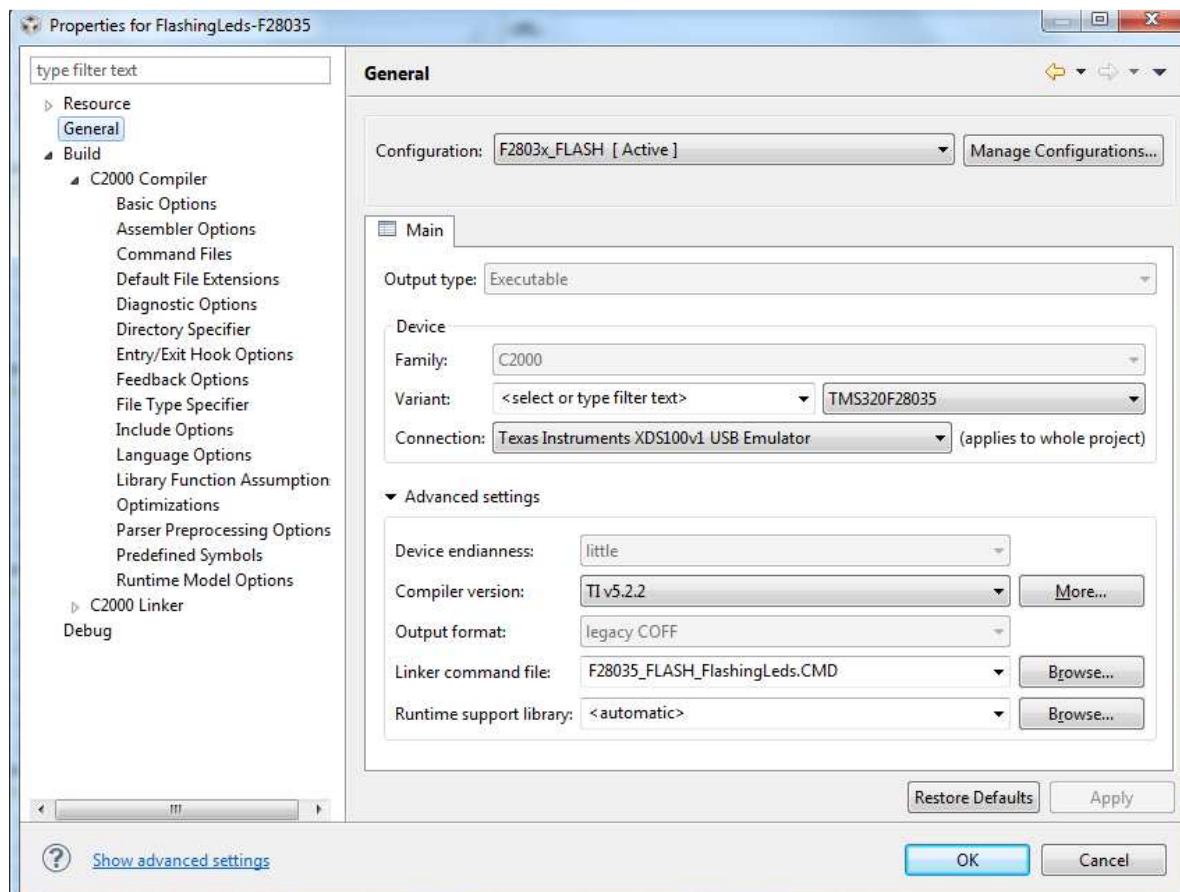 Properties for FlashingLeds-F28035
type filter text
General
Resource
General
Build
C2000 Compiler
Basic Options
Assembler Options
Command Files
Default File Extensions
Diagnostic Options
Directory Specifier
Entry/Exit Hook Options
Feedback Options
File Type Specifier
Include Options
Language Options
Library Function Assumption
Optimizations
Parser Preprocessing Options
Predefined Symbols
Runtime Model Options
C2000 Linker
Debug
Configuration: F2803x_FLASH [ Active ] Manage Configurations...
Main
Output type: Executable
Device
Family: C2000
Variant: <select or type filter text> TMS320F28035
Connection: Texas Instruments XDS100v1 USB Emulator (applies to whole project)
Advanced settings
Device endianness: little
Compiler version: TI v5.2.2 More...
Output format: legacy COFF
Linker command file: F28035_FLASH_FlashingLeds.CMD Browse...
Runtime support library: <automatic> Browse...
Restore Defaults Apply
? Show advanced settings OK Cancel